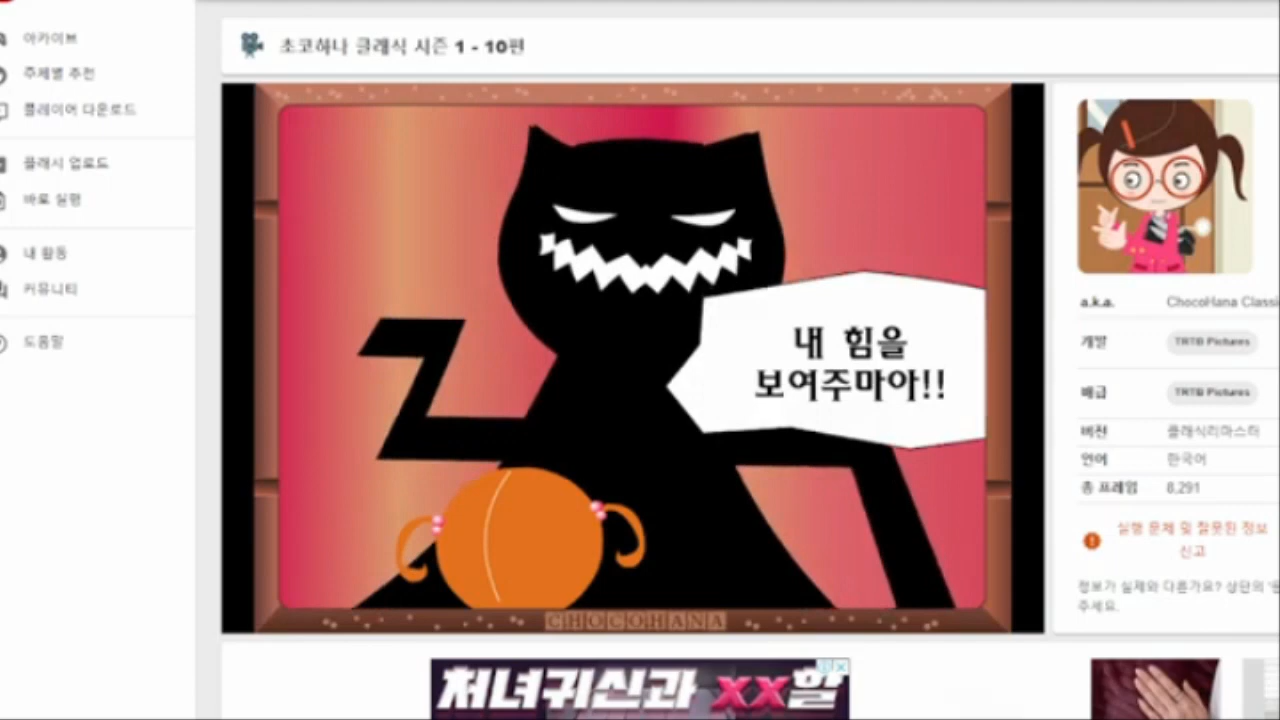 아카이브
주제별 추천
플레이어 다운로드
플래시 업로드
바로 실행
내 활동
커뮤니티
도움말
초코하나 클래식 시즌 1 - 10편
내 힘을
보여주마아!!
CHOCOHANA
a.k.a. ChocoHana Classi
개발 TRTB Pictures
배급 TRTB Pictures
버전 클래식리마스터
언어 한국어
총 프레임 8,291
실행 문제 및 잘못된 정보
신고
정보가 실제와 다른가요? 상단의
주세요.
처녀귀신과 xx할